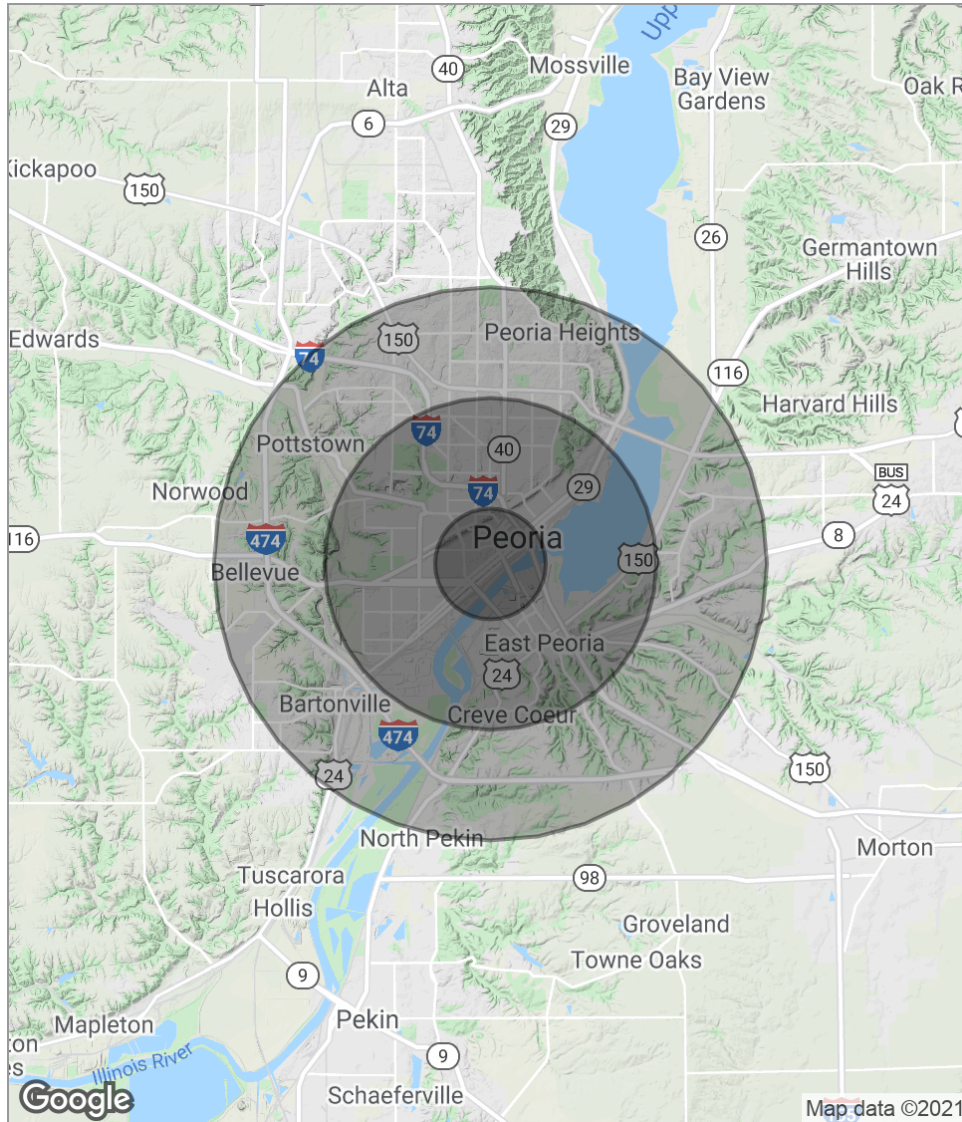 Upp
40
Mossville
Alta
Bay View
Gardens
Oak R
6
29
Kickapoo
150
26
Germantown
Hills
Edwards
150
Peoria Heights
74
116
Harvard Hills
74
Pottstown
40
BUS
24
Norwood
74
29
116
474
Peoria
8
150
Bellevue
East Peoria
24
Bartonville
Creve Coeur
474
24
150
North Pekin
Morton
Tuscarora
98
Hollis
Groveland
Towne Oaks
9
Mapleton
Pekin
ton
es
Illinois River
9
Schaeferville
Google
Map data ©2021